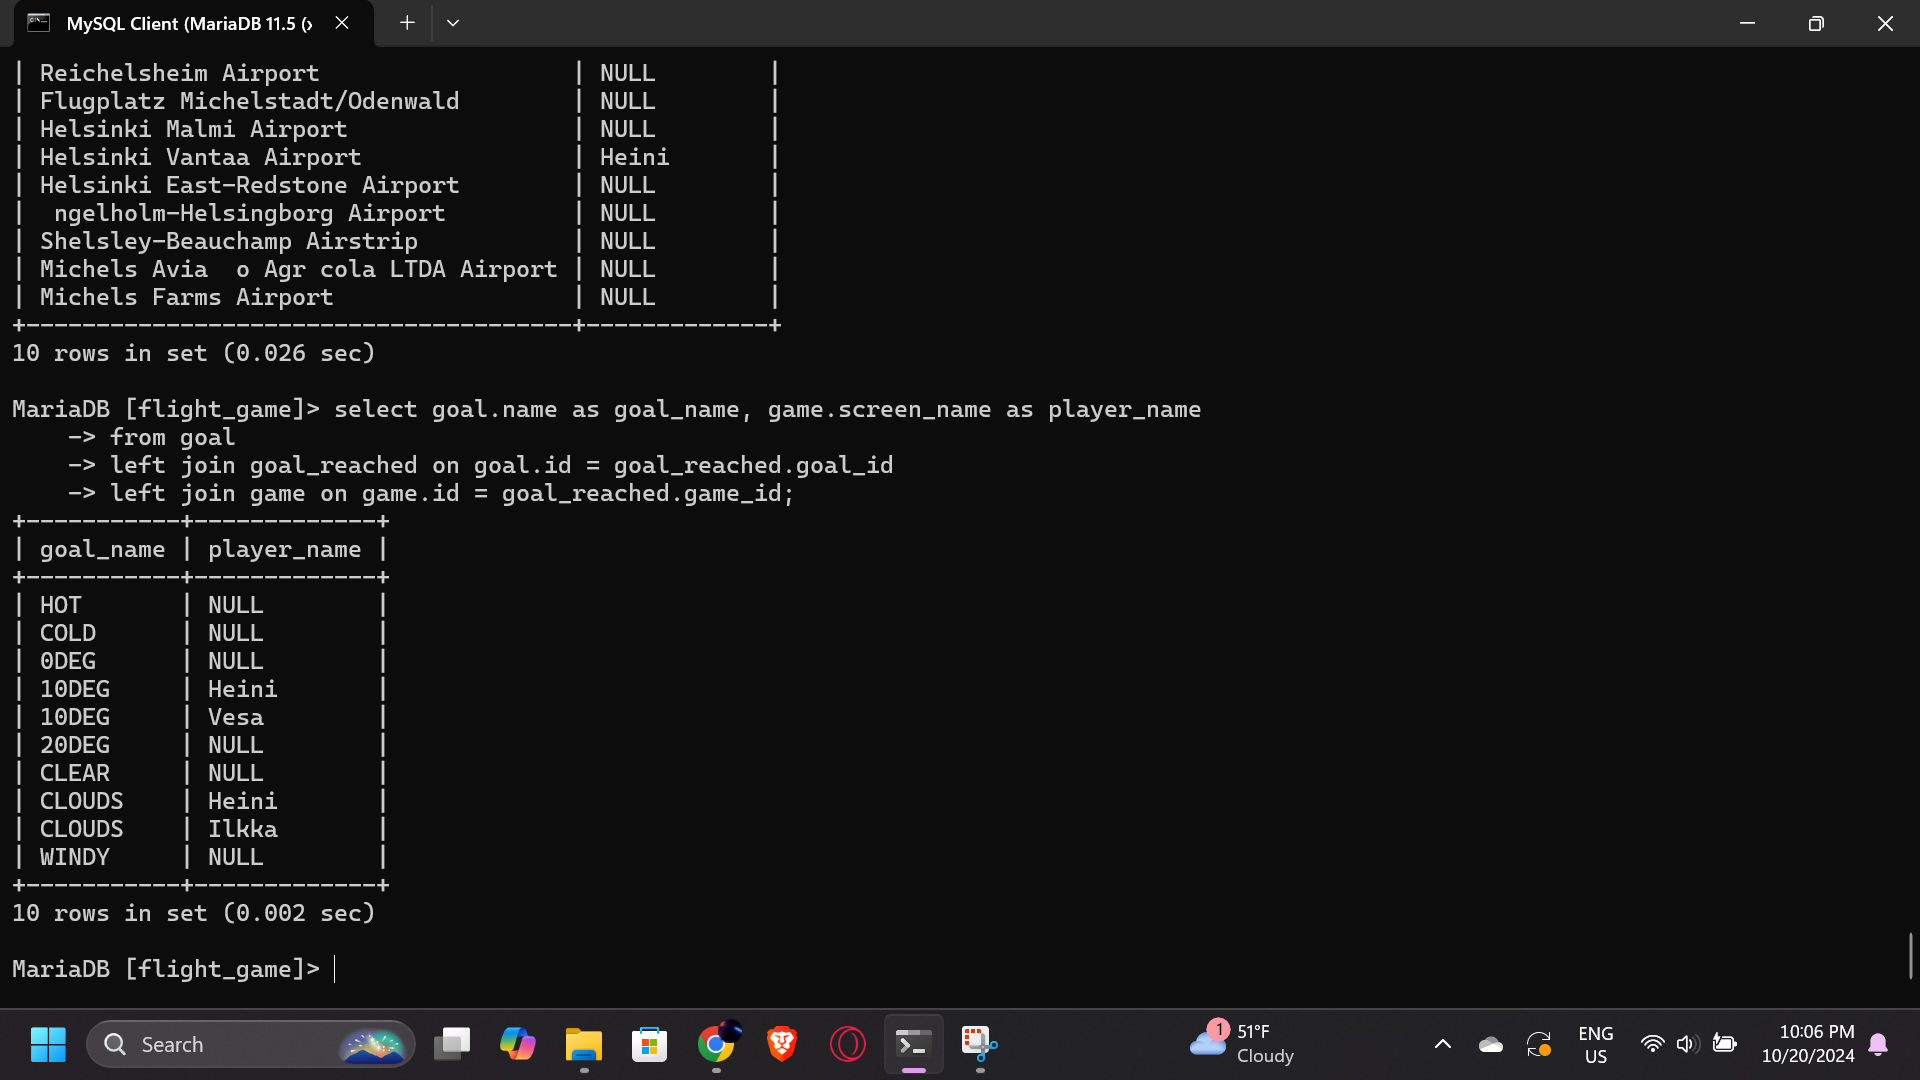 MySQL Client (MariaDB 11.5 (x
| Reichelsheim Airport | NULL |
| Flugplatz Michelstadt/Odenwald | NULL |
| Helsinki Malmi Airport | NULL |
| Helsinki Vantaa Airport | Heini |
| Helsinki East-Redstone Airport | NULL |
| ngelholm-Helsingborg Airport | NULL |
| Shelsley-Beauchamp Airstrip | NULL |
| Michels Avia  o Agr cola LTDA Airport | NULL |
| Michels Farms Airport | NULL |
+---------------------------------------+-------------+
10 rows in set (0.026 sec)
MariaDB [flight_game]> select goal.name as goal_name, game.screen_name as player_name
-> from goal
-> left join goal_reached on goal.id = goal_reached.goal_id
-> left join game on game.id = goal_reached.game_id;
+-----------+-------------+
| goal_name | player_name |
+-----------+-------------+
| HOT | NULL |
| COLD | NULL |
| 0DEG | NULL |
| 10DEG | Heini |
| 10DEG | Vesa |
| 20DEG | NULL |
| CLEAR | NULL |
| CLOUDS | Heini |
| CLOUDS | Ilkka |
| WINDY | NULL |
+-----------+-------------+
10 rows in set (0.002 sec)
MariaDB [flight_game]>
Search
1
51°F
Cloudy
ENG
US
10:06 PM
10/20/2024